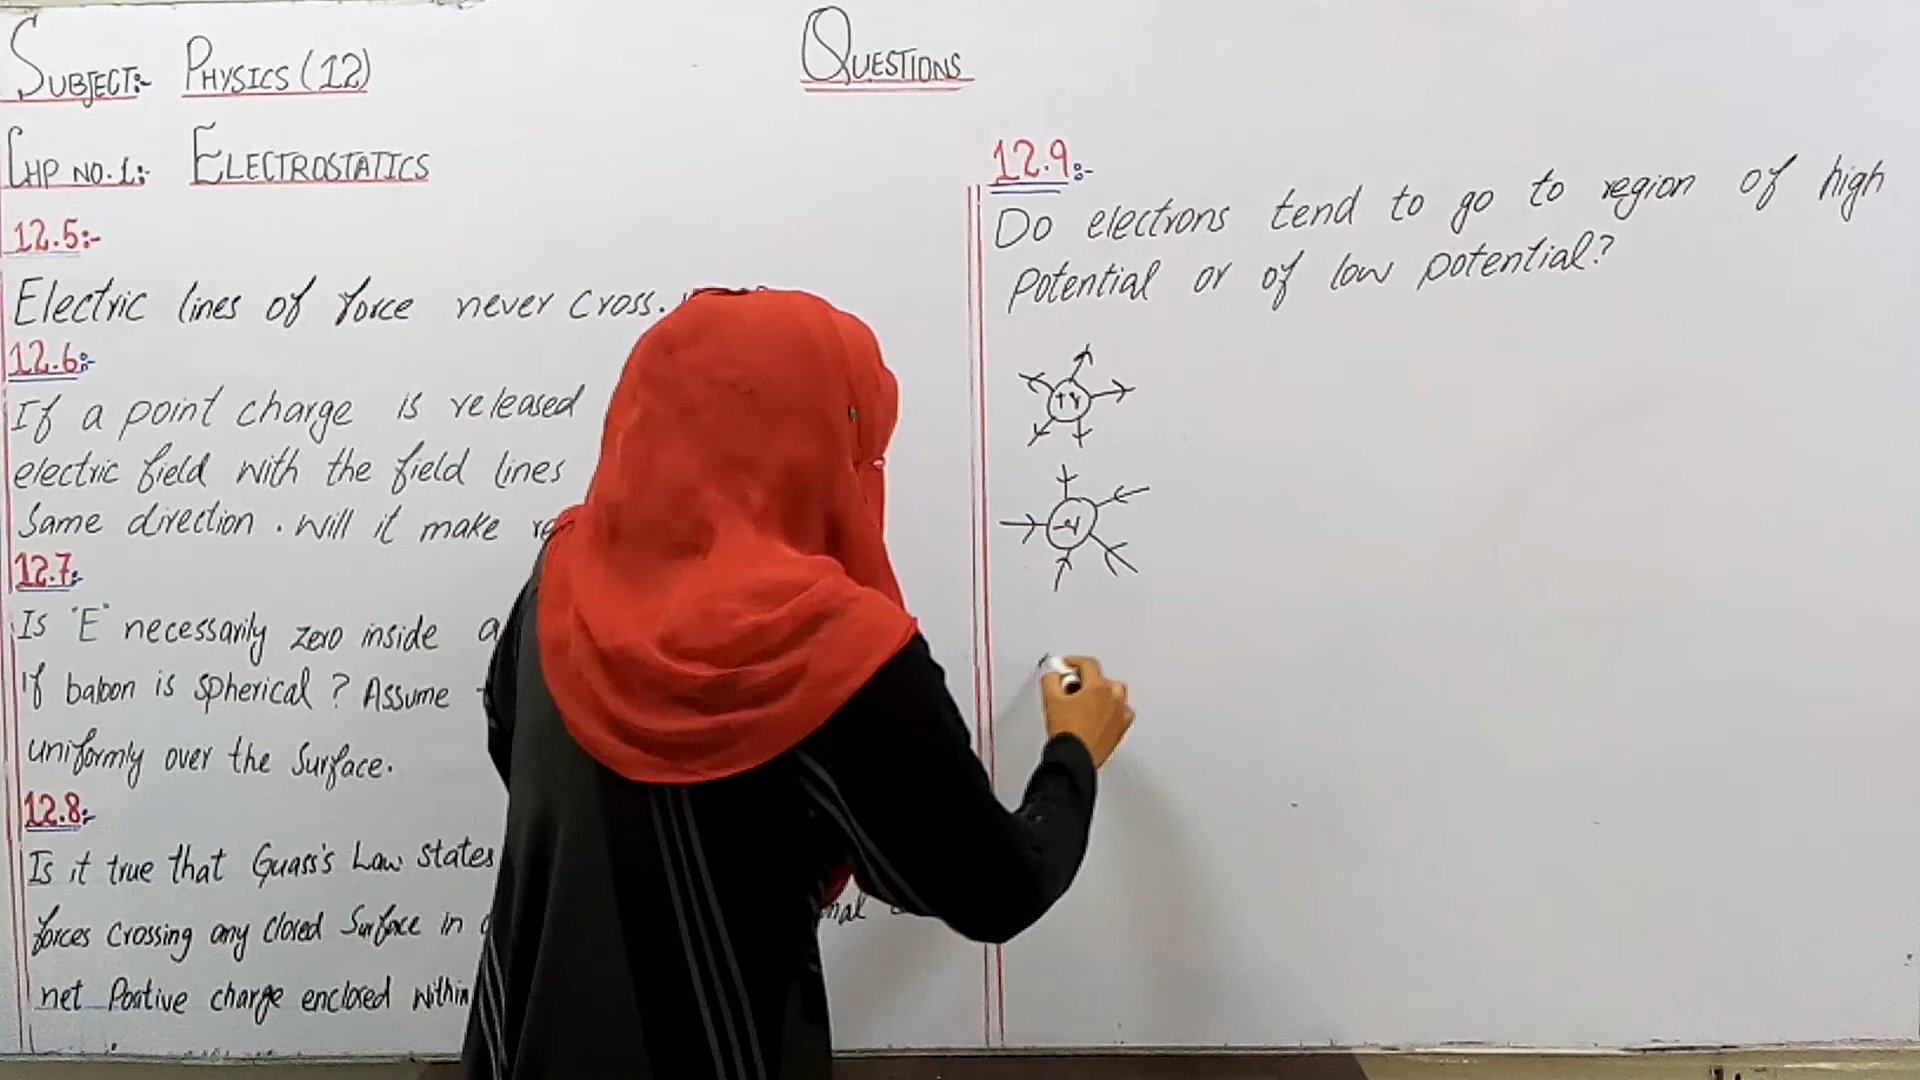 SUBJECT:- PHYSICS (12)
QUESTIONS
CHP NO. 1:- ELECTROSTATICS
12.5:-
Electric lines of force never cross.
12.6:-
If a point charge is released
electric field with the field lines
Same direction. Will it make
12.7:-
Is "E" necessarily zero inside a
If baloon is spherical? Assume
uniformly over the Surface.
12.8:-
Is it true that Guass's Law states
forces crossing any closed Surface in
net Positive charge enclosed within
12.9:-
Do electrons tend to go to region of high
potential or of low potential?